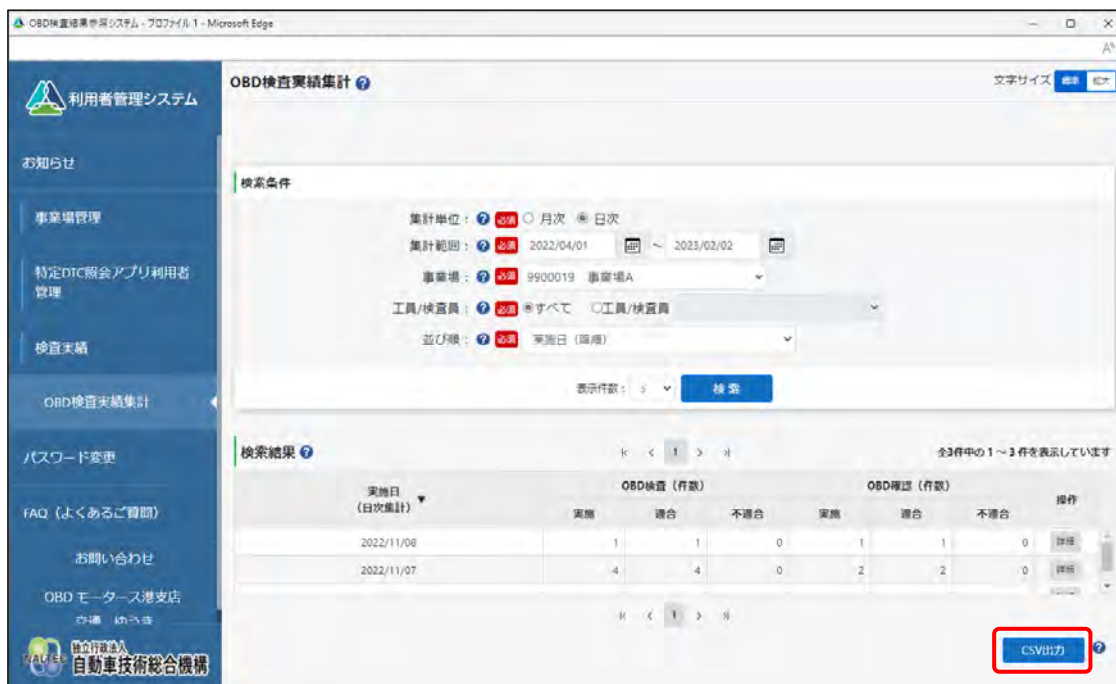 OBD検査結果参照システム - プロファイル 1 - Microsoft Edge
利用者管理システム
お知らせ
事業場管理
特定DTC照会アプリ利用者
管理
検査実績
OBD検査実績集計
パスワード変更
FAQ（よくあるご質問）
お問い合わせ
OBD モータース港支店
交通 ゆうき
独立行政法人
自動車技術総合機構
OBD検査実績集計
文字サイズ 標準 拡大
検索条件
集計単位： 必須 月次 日次
集計範囲： 必須 2022/04/01 ～ 2023/02/02
事業場： 必須 9900019 事業場A
工員/検査員： 必須 すべて 工員/検査員
並び順： 必須 実施日（降順）
表示件数： 5 検索
検索結果 1 全3件中の 1 ～ 3 件を表示しています
実施日
（日次集計） ▼ OBD検査（件数） OBD確認（件数） 操作
実施 適合 不適合 実施 適合 不適合
2022/11/08 1 1 0 1 1 0 詳細
2022/11/07 4 4 0 2 2 0 詳細
1
CSV出力